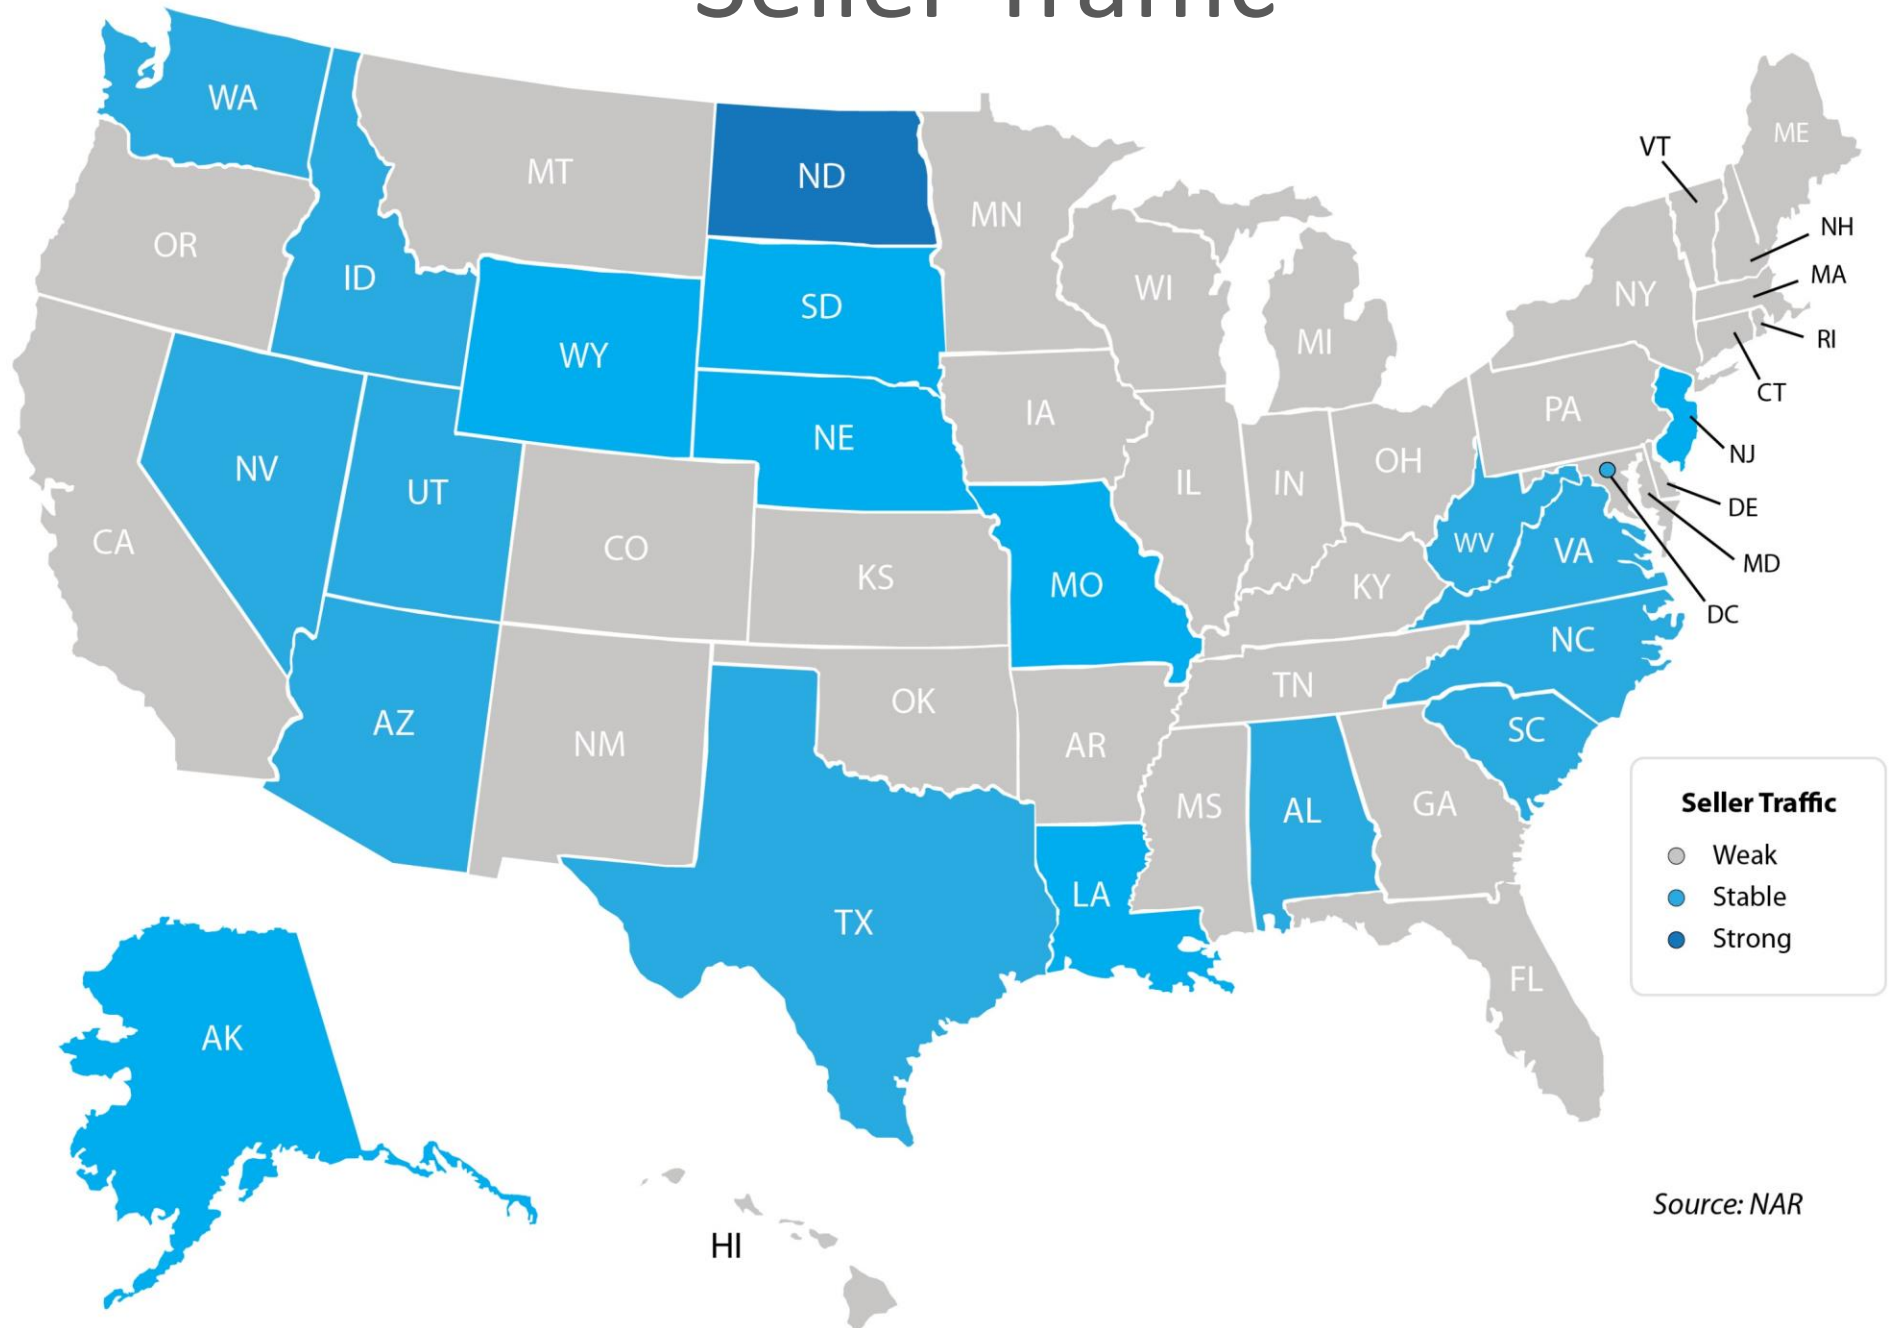 Seller Traffic
WA
MT
ND
MN
ME
VT
NH
OR
ID
SD
WI
NY
MA
RI
WY
MI
CT
IA
PA
NE
NJ
NV
UT
IL
IN
OH
DE
CA
CO
KS
MO
KY
WV
VA
MD
DC
NC
AZ
NM
OK
TN
AR
SC
MS
AL
GA
TX
LA
FL
AK
HI
Seller Traffic
Weak
Stable
Strong
Source: NAR